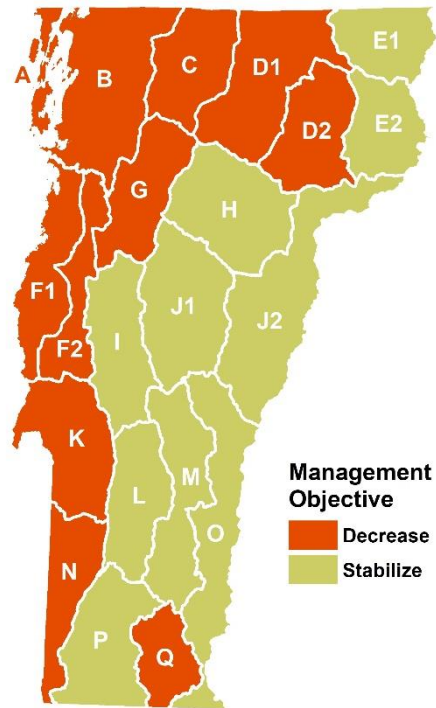 E1
A
B
C
D1
D2
E2
G
H
F1
J1
J2
I
F2
K
M
L
O
N
P
Q
Management
Objective
Decrease
Stabilize